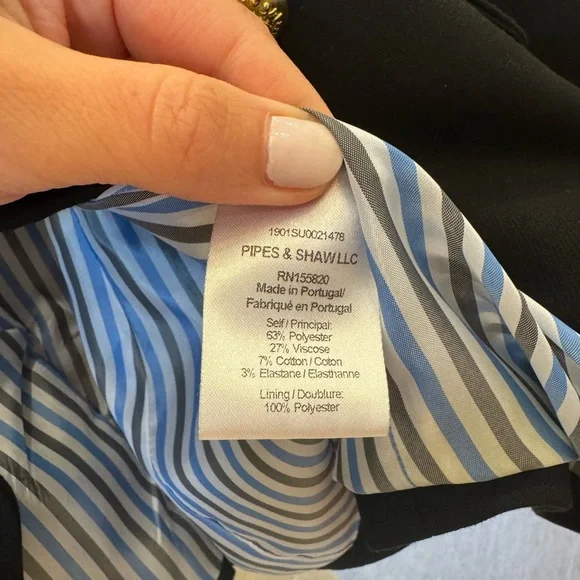 1901SU0021478
PIPES & SHAW LLC
RN155820
Made in Portugal/
Fabriqué en Portugal
Self / Principal:
63% Polyester
27% Viscose
7% Cotton / Coton
3% Elastane / Elasthanne
Lining / Doublure:
100% Polyester